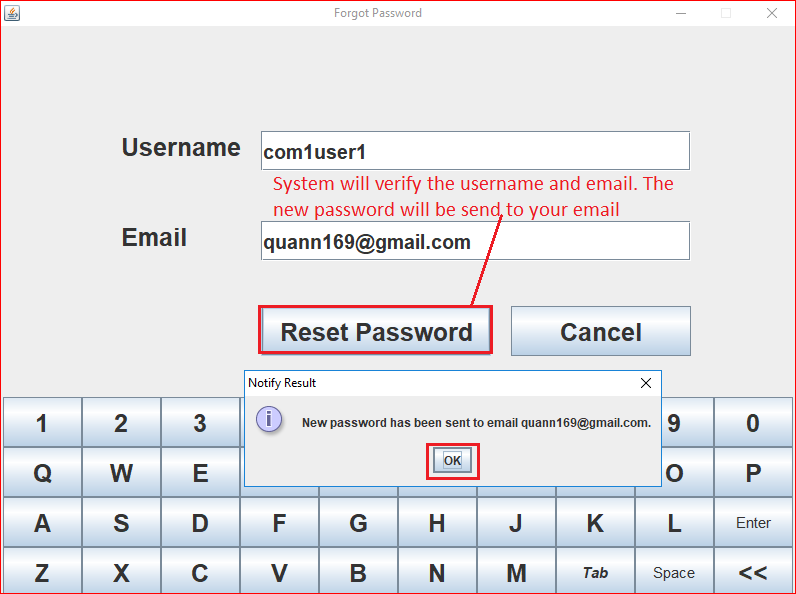 Forgot Password
Username
com1user1
System will verify the username and email. The
new password will be send to your email
Email
quann169@gmail.com
Reset Password
Cancel
Notify Result
New password has been sent to email quann169@gmail.com.
OK
1 2 3 9 0
Q W E O P
A S D F G H J K L Enter
Z X C V B N M Tab Space <<